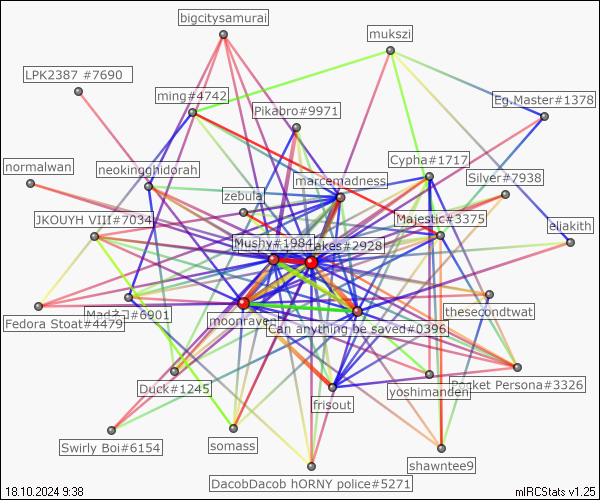 bigcitysamurai
mukszi
LPK2387 #7690
ming#4742
Eg.Master#1378
Pikabro#9971
Cypha#1717
normalwan
neokingghidorah
marcemadness
Silver#7938
zebula
JKOUYH VIII#7034
Majestic#3375
Mushy#1984
akes#2928
eliakith
#6901
thesecondtwat
Fedora Stoat#4479
moonraven
Can anything be saved#0396
Duck#1245
Pocket Persona#3326
yoshimanden
frisout
Swirly Boi#6154
somass
shawntee9
DacobDacob hORNY police#5271
18.10.2024 9:38
mIRCStats v1.25